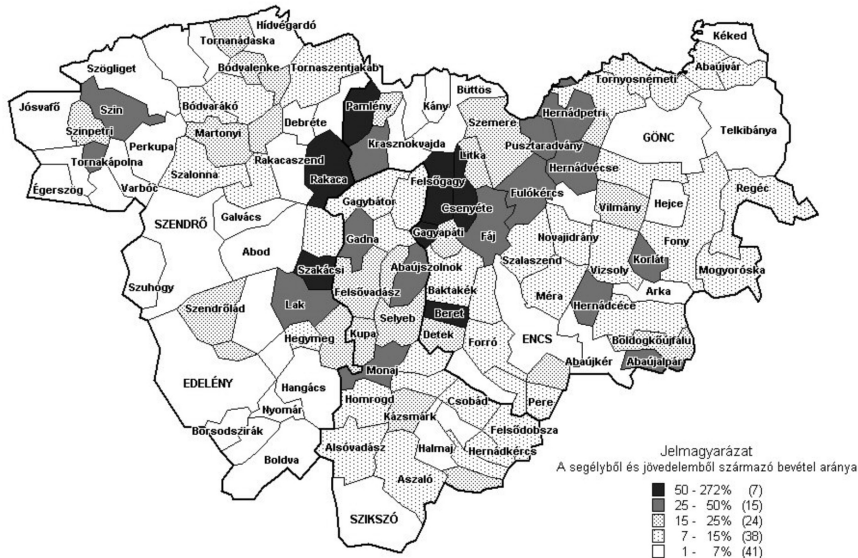 Hídvégardó
Tornanádaska
Kéked
Szögliget
Bódvalenke
Tornaszentjakab
Abaújvár
Tornyosnémeti
Büttös
Jósvafő
Szin
Bódvarákó
Pamlény
Kány
Hernádpetri
Debréte
Szemere
Szinpetri
Martonyi
Krasznokvajda
Pusztaradvány
GÖNC
Telkibánya
Perkupa
Tornakápolna
Rakacaszend
Litka
Hernádvécse
Szalonna
Rakaca
Felsőgagy
Égerszög
Varbóc
Gagybátor
Csenyéte
Fulókércs
Vilmány
Hejce
Regéc
SZENDRŐ
Galvács
Gagyapáti
Fáj
Gadna
Novajidrány
Fony
Abod
Szalaszend
Korlát
Szakácsi
Abaújszolnok
Vizsoly
Mogyoróska
Szuhogy
Felsővadász
Baktakék
Arka
Szendrőlád
Lak
Méra
Hernádcéce
Selyeb
Beret
Hegymeg
Kupa
Detek
Forró
ENCS
Boldogkőújfalu
Abaújkér
Abaújalpár
EDELÉNY
Monaj
Hangács
Homrogd
Csobád
Pere
Nyomár
Kázsmárk
Borsodszirák
Felsődobsza
Alsóvadász
Halmaj
Hernádkércs
Boldva
Aszaló
SZIKSZÓ
Jelmagyarázat
A segélyből és jövedelemből származó bevétel aránya
50 - 272% (7)
25 - 50% (15)
15 - 25% (24)
7 - 15% (38)
1 - 7% (41)